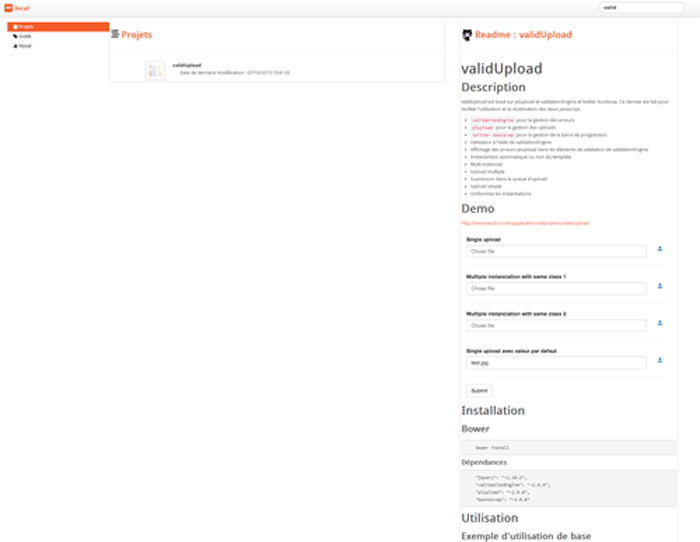 local
valid
Projets
Outils
Mysql
Projets
validUpload
Date de dernière modification : 07/10/2013 15:41:22
Readme : validUpload
validUpload
Description
validUpload est basé sur plupload et validationEngine et twitter bootstrap. Ce dernier est fait pour
faciliter l'utilisation et la réutilisation des deux javascript.
validationEngine pour la gestion des erreurs
plupload pour la gestion des uploads
twitter bootstrap pour la gestion de la barre de progression
Validation à l'aide de validationEngine
Affichage des erreurs plupload dans les éléments de validation de validationEngine
Instanciation automatique ou non du template
Multi-instances
Upload multiple
Supression dans la queue d'upload
Upload simple
Uniformise les instantiations
Demo
Single upload
Chose file
Multiple instanciation with same class 1
Chose file
Multiple instanciation with same class 2
Chose file
Single upload avec valeur par defaut
test.jpg
Submit
Installation
Bower
bower install
Dépendances
"jquery": "~1.10.2",
"validationEngine": "~2.6.4",
"plupload": "~2.0.0",
"bootstrap": "~3.0.0"
Utilisation
Exemple d'utilisation de base